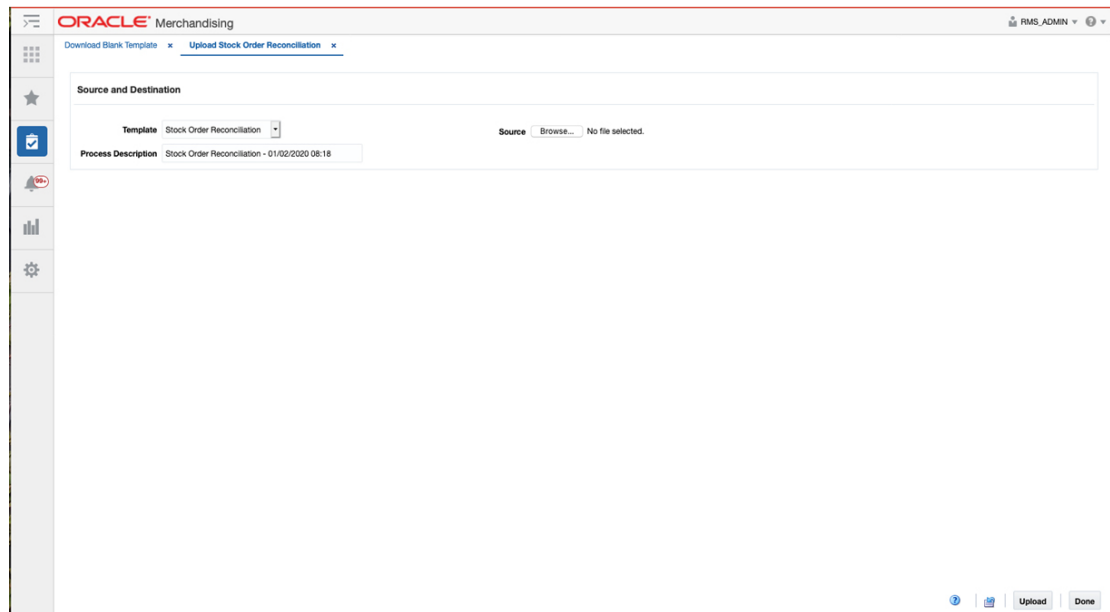 ORACLE Merchandising
RMS_ADMIN
Download Blank Template x Upload Stock Order Reconciliation x
99+
Source and Destination
Template Stock Order Reconciliation
Source Browse... No file selected.
Process Description Stock Order Reconciliation - 01/02/2020 08:18
Upload Done